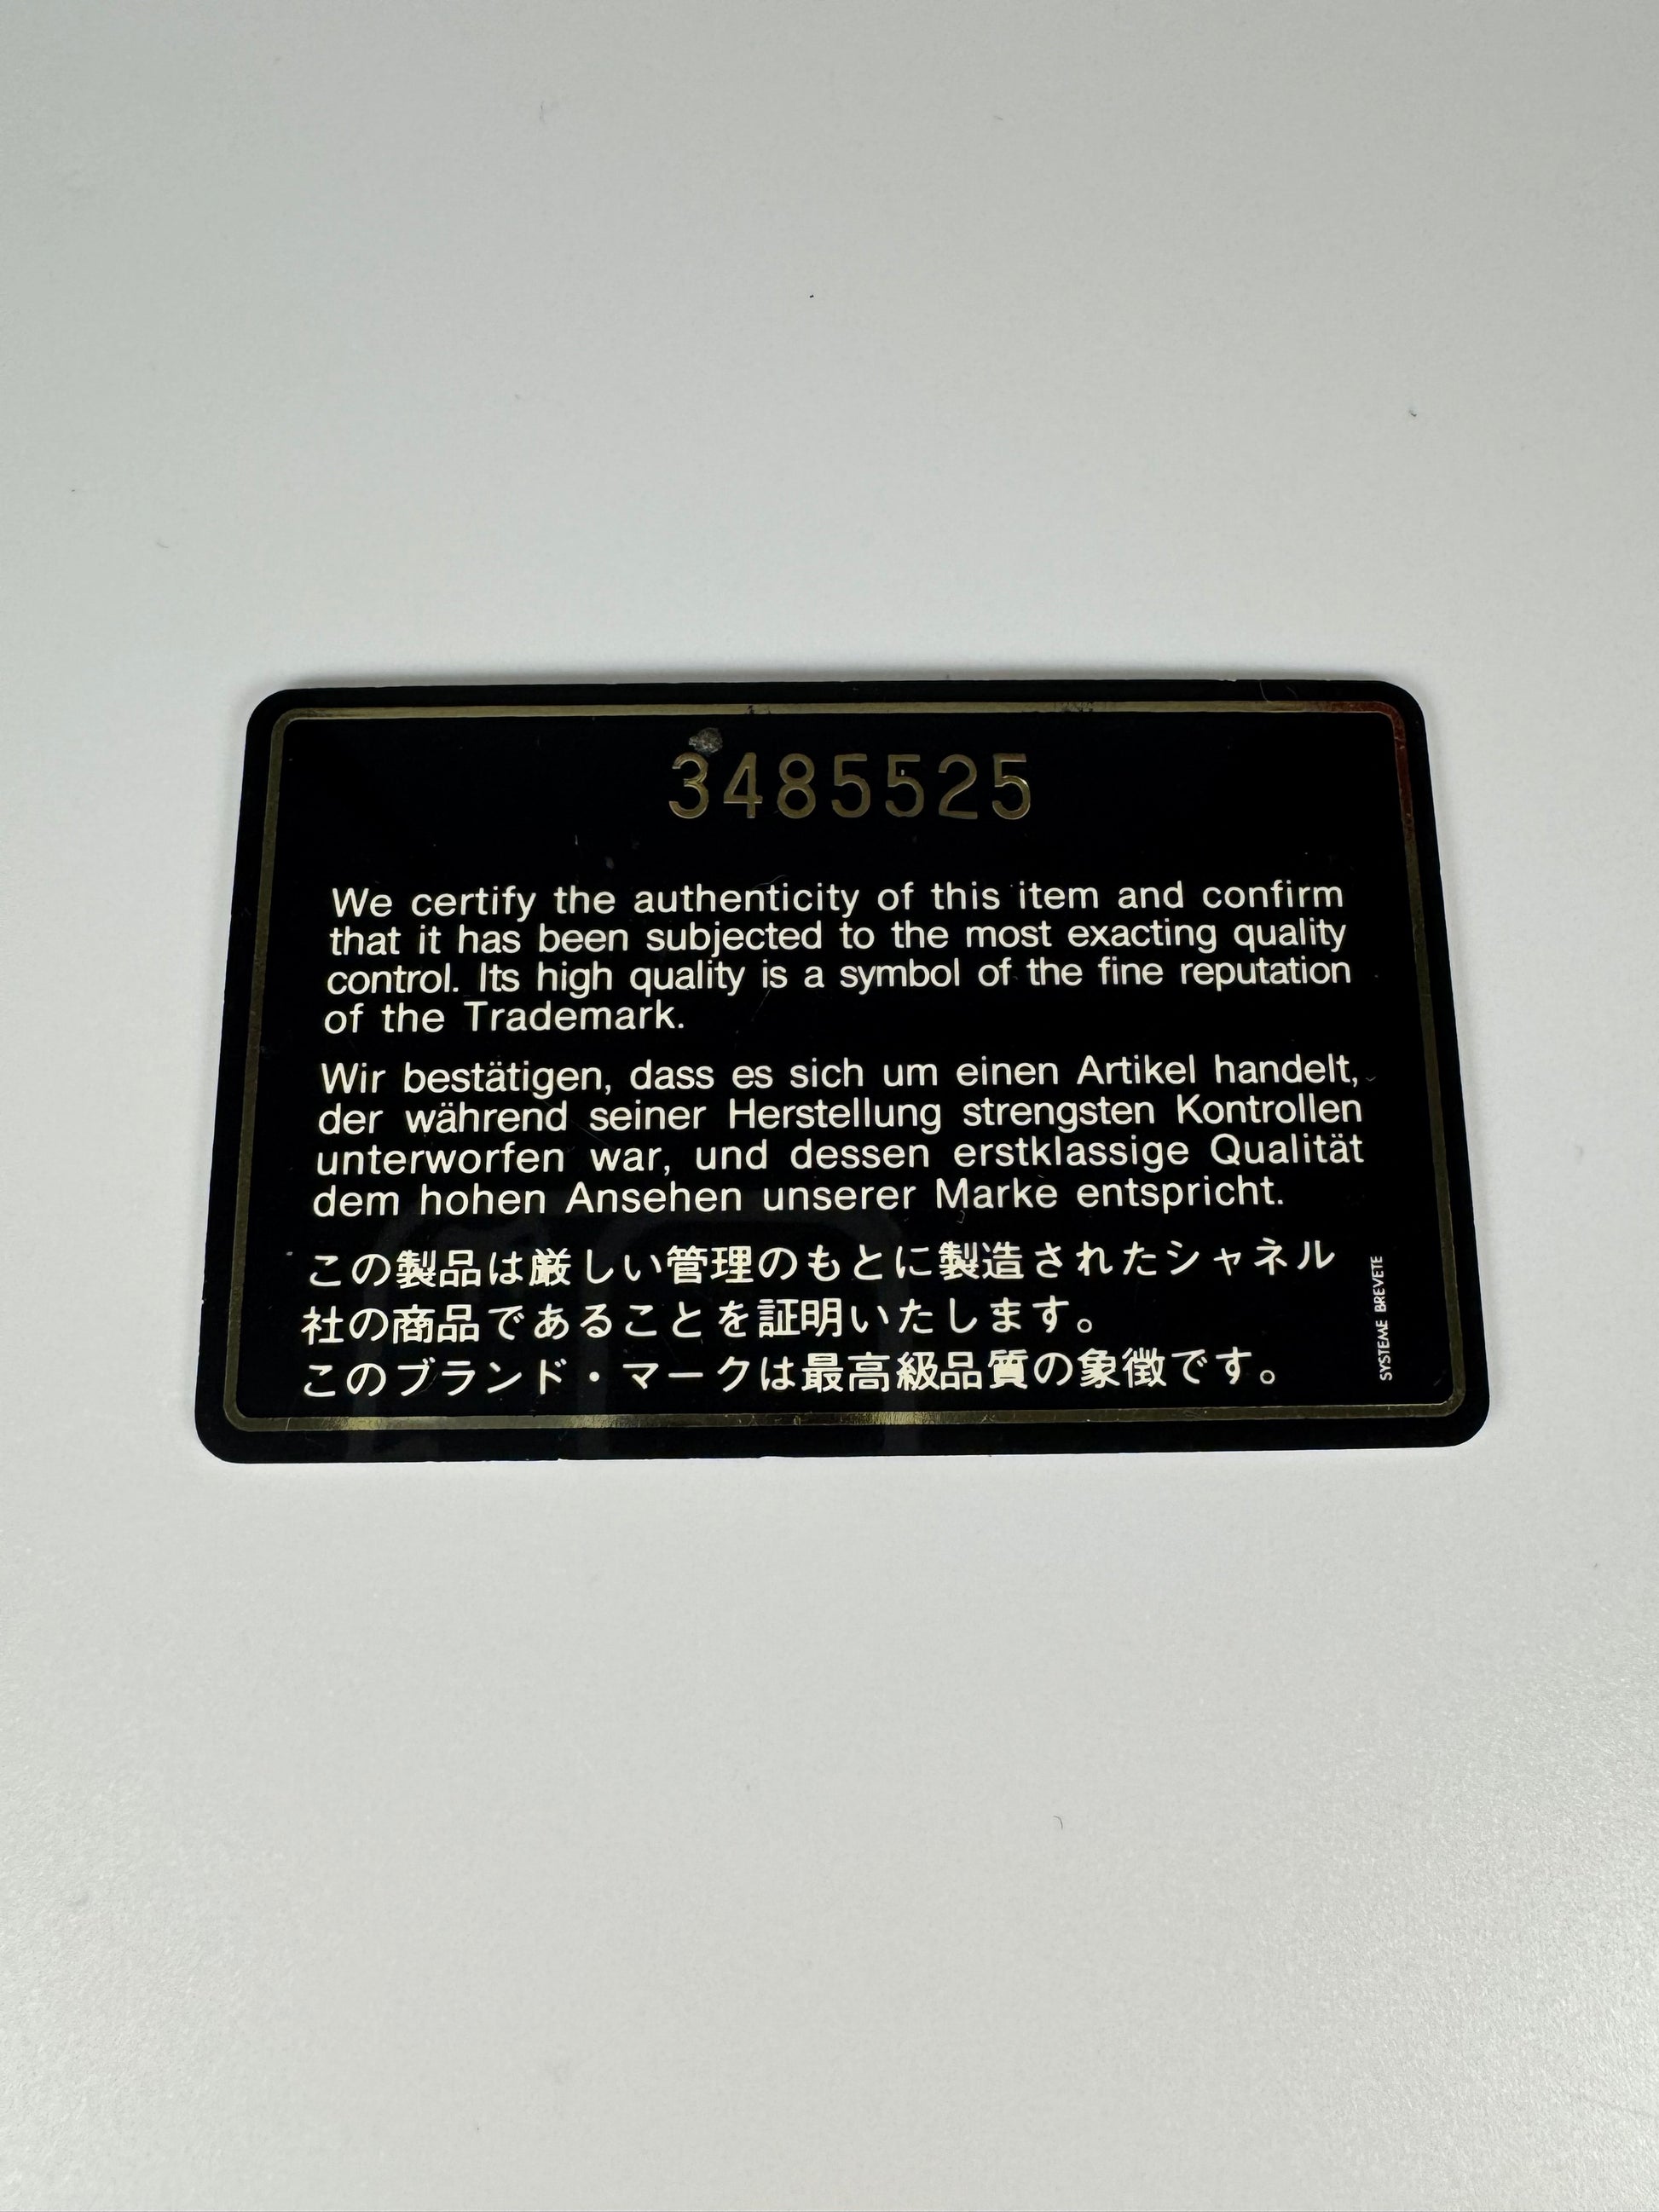 3485525
We certify the authenticity of this item and confirm
that it has been subjected to the most exacting quality
control. Its high quality is a symbol of the fine reputation
of the Trademark.
Wir bestätigen, dass es sich um einen Artikel handelt,
der während seiner Herstellung strengsten Kontrollen
unterworfen war, und dessen erstklassige Qualität
dem hohen Ansehen unserer Marke entspricht.
この製品は厳しい管理のもとに製造されたシャネル
社の商品であることを証明いたします。
このブランド・マークは最高級品質の象徴です。
SYSTEME BREVETE